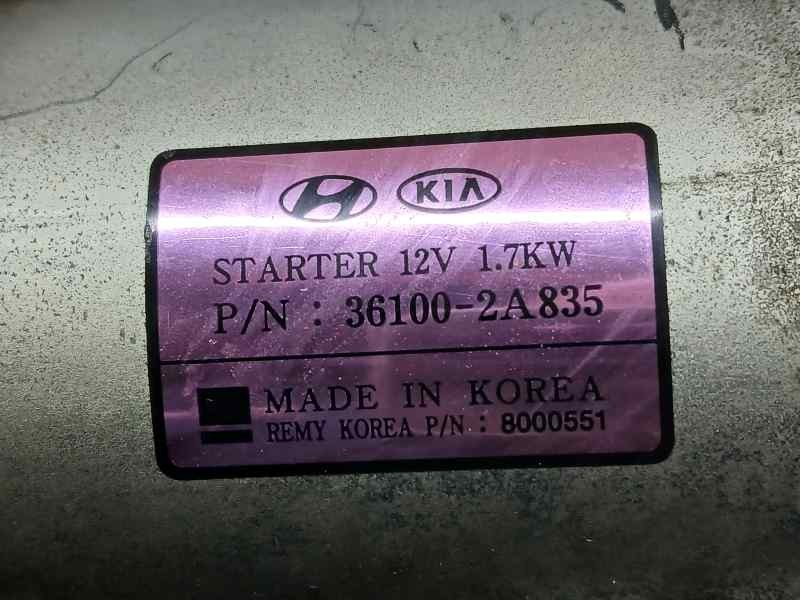 KIA
STARTER 12V 1.7KW
P/N : 36100-2A835
MADE IN KOREA
REMY KOREA P/N : 8000551